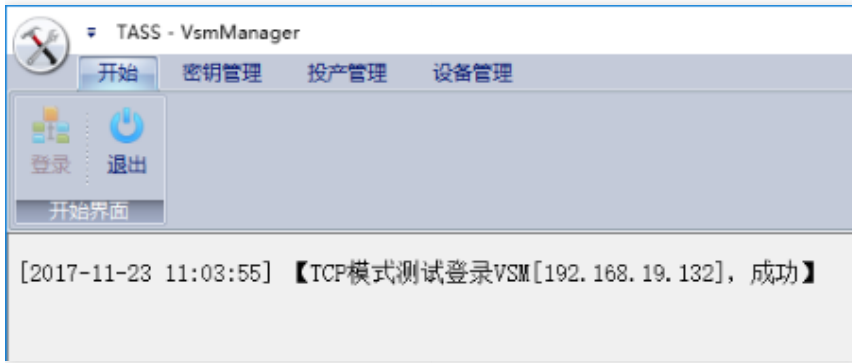 TASS - VsmManager
开始 密钥管理 投产管理 设备管理
登录 退出
开始界面
[2017-11-23 11:03:55] 【TCP模式测试登录VSM[192.168.19.132], 成功】